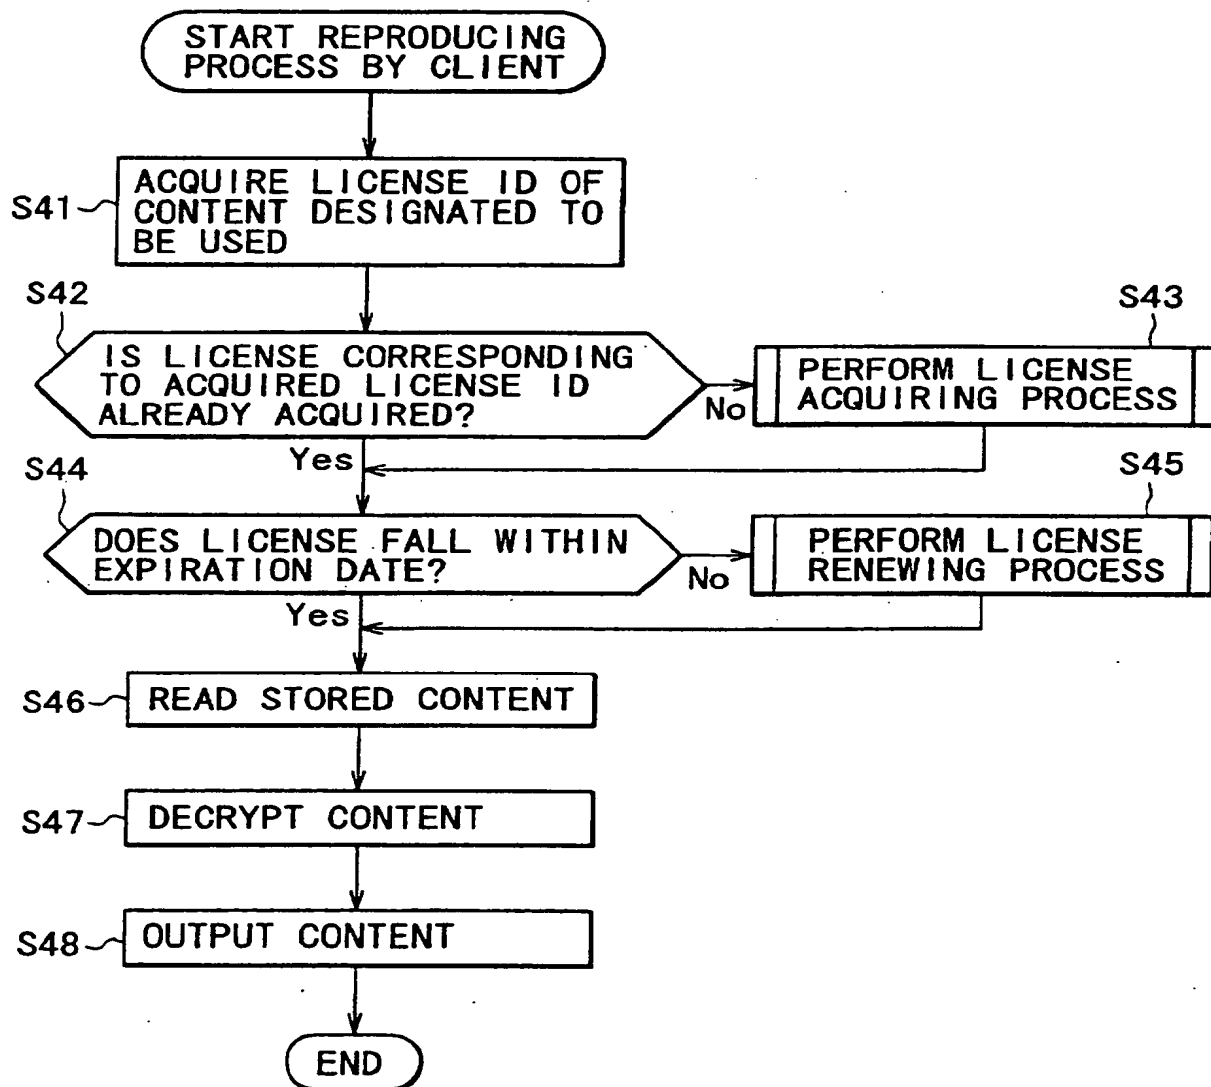 START REPRODUCING
PROCESS BY CLIENT
S41
ACQUIRE LICENSE ID OF
CONTENT DESIGNATED TO
BE USED
S42
IS LICENSE CORRESPONDING
TO ACQUIRED LICENSE ID
ALREADY ACQUIRED?
No
S43
PERFORM LICENSE
ACQUIRING PROCESS
Yes
S44
DOES LICENSE FALL WITHIN
EXPIRATION DATE?
No
S45
PERFORM LICENSE
RENEWING PROCESS
Yes
S46
READ STORED CONTENT
S47
DECRYPT CONTENT
S48
OUTPUT CONTENT
END